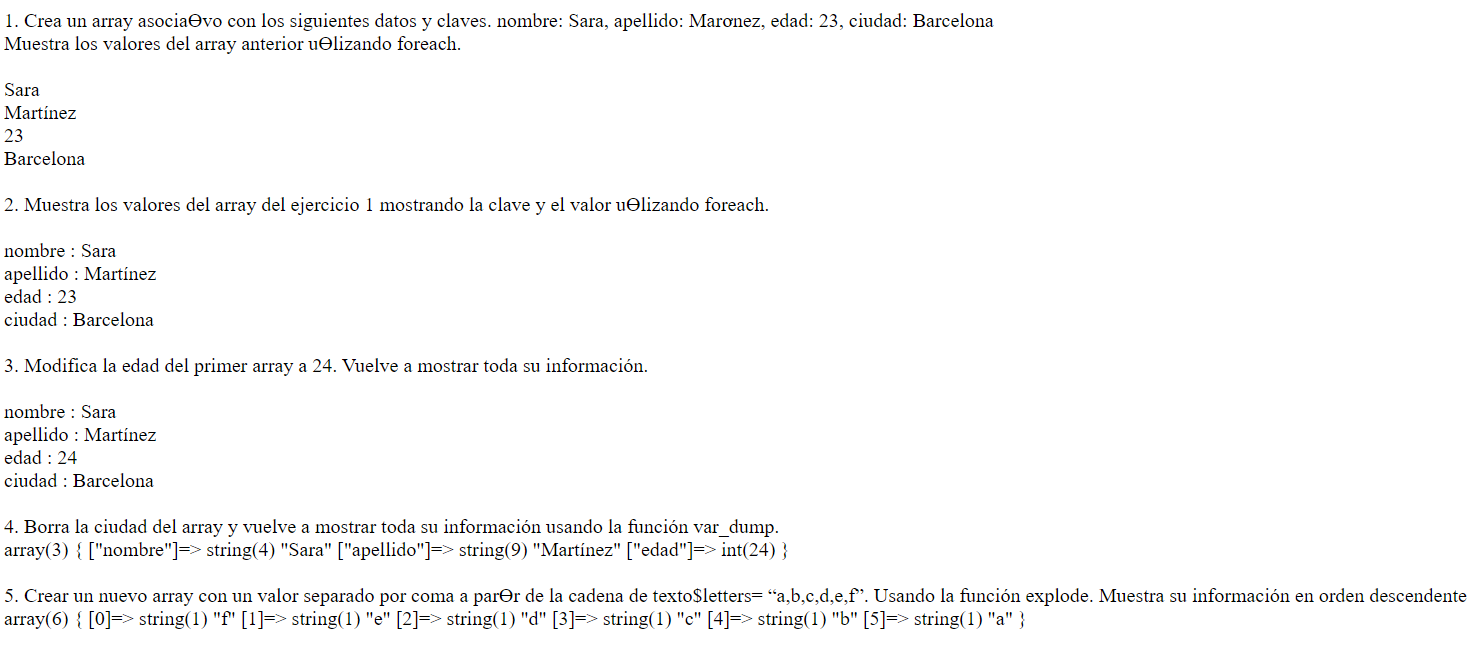 1. Crea un array asociaƟvo con los siguientes datos y claves. nombre: Sara, apellido: Marơnez, edad: 23, ciudad: Barcelona
Muestra los valores del array anterior uƟlizando foreach.
Sara
Martínez
23
Barcelona
2. Muestra los valores del array del ejercicio 1 mostrando la clave y el valor uƟlizando foreach.
nombre : Sara
apellido : Martínez
edad : 23
ciudad : Barcelona
3. Modifica la edad del primer array a 24. Vuelve a mostrar toda su información.
nombre : Sara
apellido : Martínez
edad : 24
ciudad : Barcelona
4. Borra la ciudad del array y vuelve a mostrar toda su información usando la función var_dump.
array(3) { ["nombre"]=> string(4) "Sara" ["apellido"]=> string(9) "Martínez" ["edad"]=> int(24) }
5. Crear un nuevo array con un valor separado por coma a parƟr de la cadena de texto$letters= “a,b,c,d,e,f”. Usando la función explode. Muestra su información en orden descendente
array(6) { [0]=> string(1) "f" [1]=> string(1) "e" [2]=> string(1) "d" [3]=> string(1) "c" [4]=> string(1) "b" [5]=> string(1) "a" }